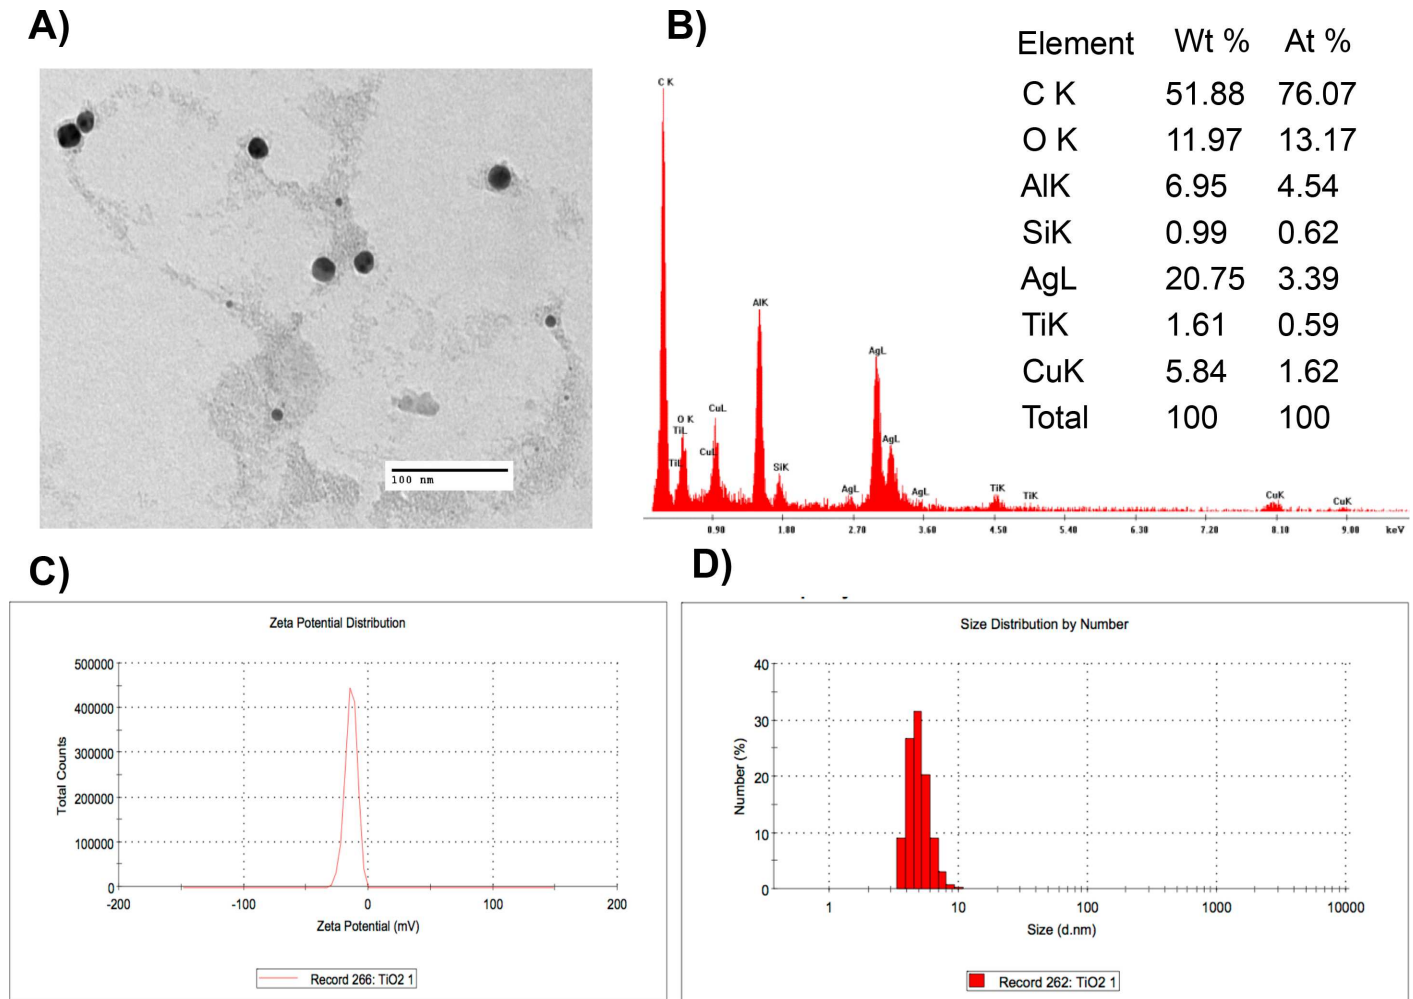 A)
100 nm
B)
Element Wt % At %
C K 51.88 76.07
O K 11.97 13.17
AlK 6.95 4.54
SiK 0.99 0.62
AgL 20.75 3.39
TiK 1.61 0.59
CuK 5.84 1.62
Total 100 100
C K
AlK
AgL
CuL
O K
TiL
AgL
CuL
TiL
SiK
AgL
AgL
TiK
TiK
CuK
CuK
0.90 1.80 2.70 3.60 4.50 5.40 6.30 7.20 8.10 9.00 keV
C)
Zeta Potential Distribution
500000
400000
300000
200000
100000
0
Total Counts
-200 -100 0 100 200
Zeta Potential (mV)
Record 266: TiO2 1
D)
Size Distribution by Number
40
30
20
10
0
Number (%)
1 10 100 1000 10000
Size (d.nm)
Record 262: TiO2 1